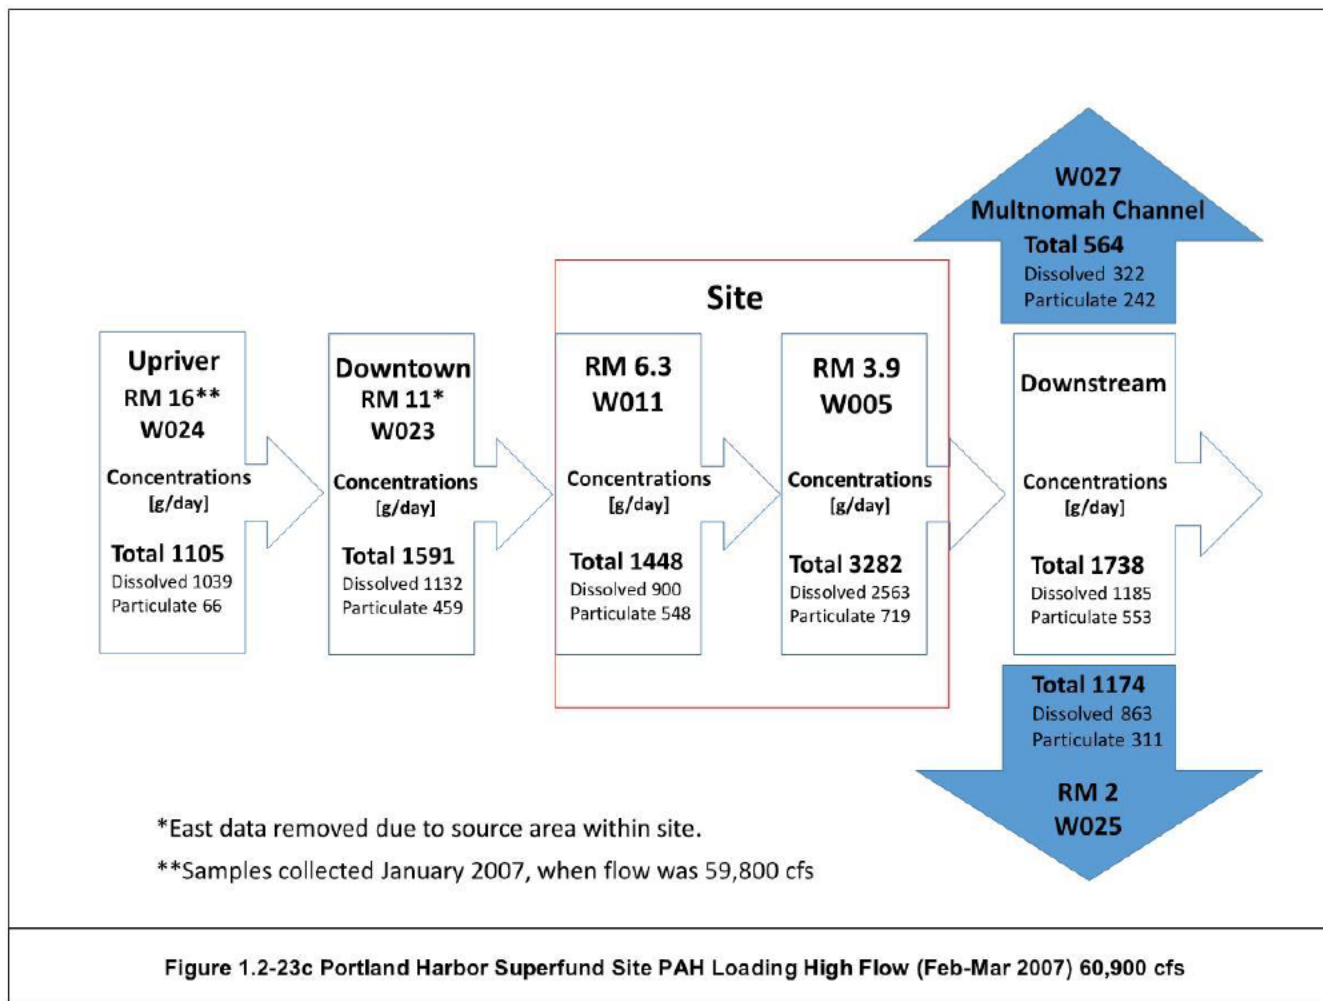 Upriver
RM 16**
W024
Concentrations
[g/day]
Total 1105
Dissolved 1039
Particulate 66
Downtown
RM 11*
W023
Concentrations
[g/day]
Total 1591
Dissolved 1132
Particulate 459
Site
RM 6.3
W011
Concentrations
[g/day]
Total 1448
Dissolved 900
Particulate 548
RM 3.9
W005
Concentrations
[g/day]
Total 3282
Dissolved 2563
Particulate 719
W027
Multnomah Channel
Total 564
Dissolved 322
Particulate 242
Downstream
Concentrations
[g/day]
Total 1738
Dissolved 1185
Particulate 553
Total 1174
Dissolved 863
Particulate 311
RM 2
W025
*East data removed due to source area within site.
**Samples collected January 2007, when flow was 59,800 cfs
Figure 1.2-23c Portland Harbor Superfund Site PAH Loading High Flow (Feb-Mar 2007) 60,900 cfs